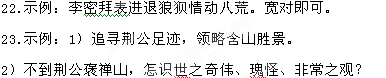 22.示例：李密拜表进退狼狈情动八荒。宽对即可。
23.示例：1）追寻荆公足迹，领略含山胜景。
2）不到荆公褒禅山，怎识世之奇伟、瑰怪、非常之观？